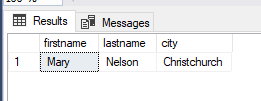 Results Messages
firstname lastname city
1 Mary Nelson Christchurch